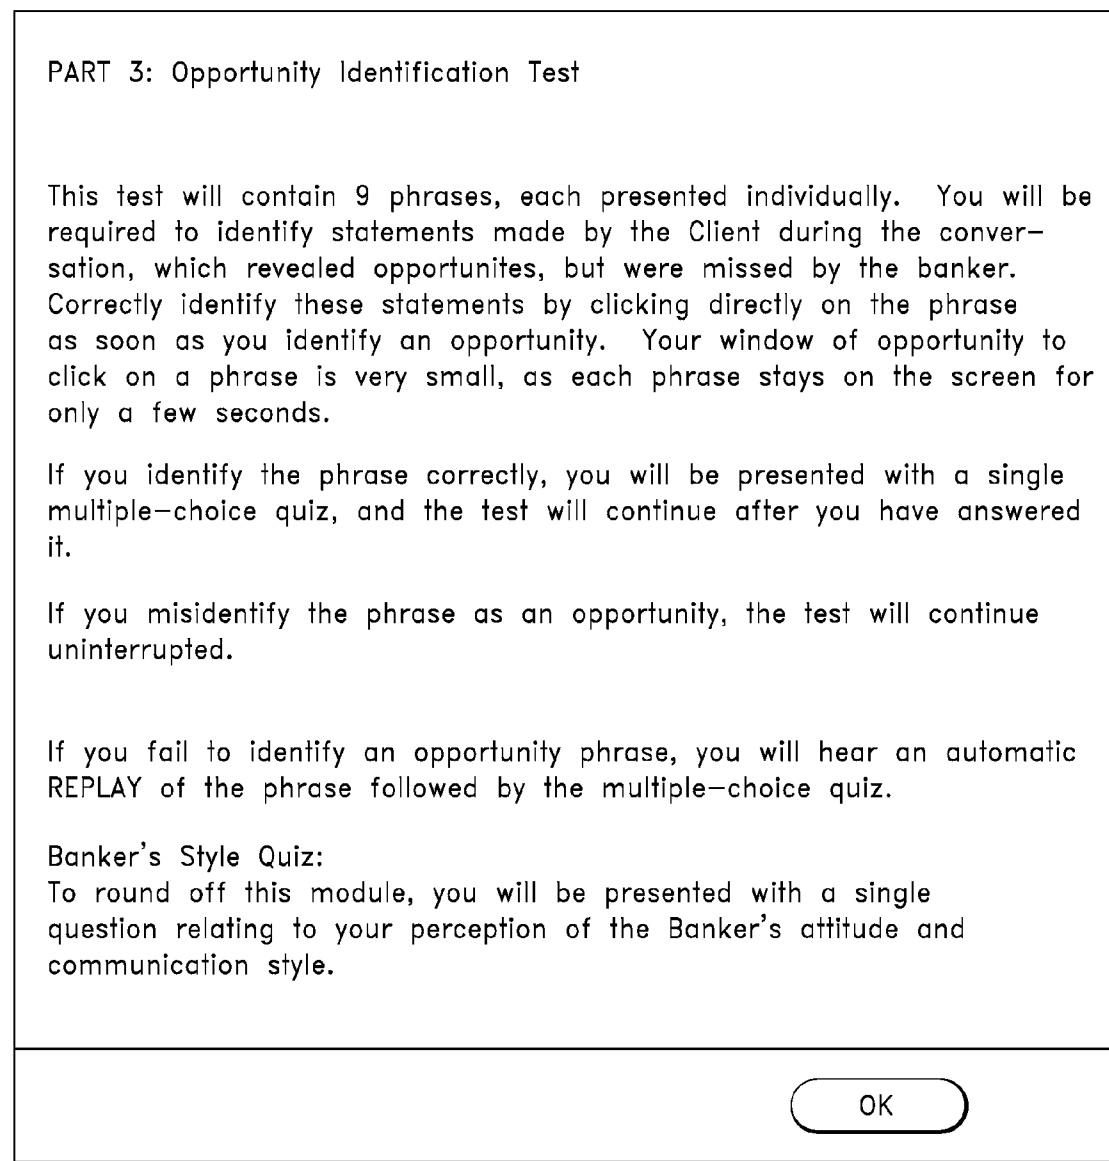 PART 3: Opportunity Identification Test
This test will contain 9 phrases, each presented individually. You will be
required to identify statements made by the Client during the conver-
sation, which revealed opportunites, but were missed by the banker.
Correctly identify these statements by clicking directly on the phrase
as soon as you identify an opportunity. Your window of opportunity to
click on a phrase is very small, as each phrase stays on the screen for
only a few seconds.
If you identify the phrase correctly, you will be presented with a single
multiple-choice quiz, and the test will continue after you have answered
it.
If you misidentify the phrase as an opportunity, the test will continue
uninterrupted.
If you fail to identify an opportunity phrase, you will hear an automatic
REPLAY of the phrase followed by the multiple-choice quiz.
Banker's Style Quiz:
To round off this module, you will be presented with a single
question relating to your perception of the Banker's attitude and
communication style.
OK